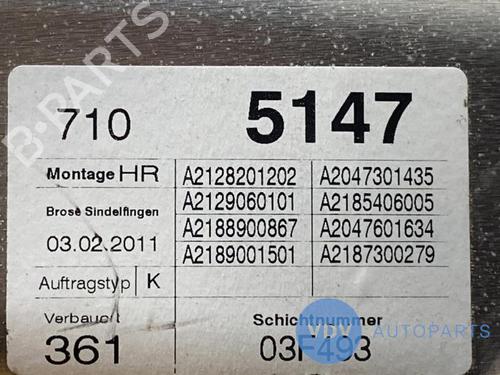 710 5147
Montage HR
Brose Sindelfingen
03.02.2011
Auftragstyp K
Verbaucrt
361
A2128201202 A2047301435
A2129060101 A2185406005
A2188900867 A2047601634
A2189001501 A2187300279
Schichtnummer
B-PARTS
VDV AUTOPARTS